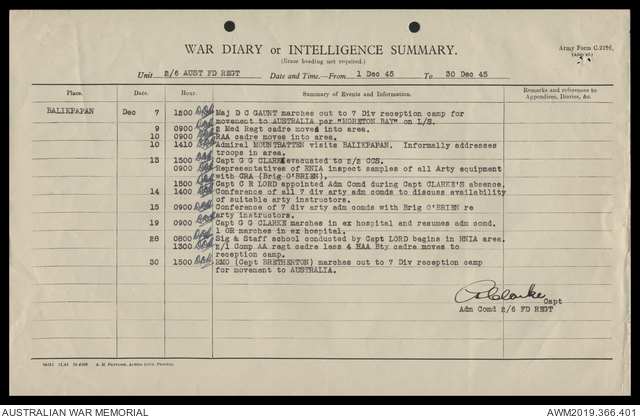 WAR DIARY or INTELLIGENCE SUMMARY.
(Erase heading not required.)
Army Form C.2118,
Unit 2/6 AUST FD REGT Date and Time.—From 1 Dec 45 To 30 Dec 45
Place. Date. Hour. Summary of Events and Information. Remarks and references to Appendices, Diaries, &c.
BALIKPAPAN Dec 7 1200 Maj D C GAUNT marches out to 7 Div reception camp for
movement to AUSTRALIA per "MORETON BAY" on L/S.
9 0900 2 Med Regt cadre moved into area.
10 0900 RAA cadre moves into area.
10 1410 Admiral MOUNTBATTEN visits BALIKPAPAN. Informally addresses
troops in area.
13 1500 Capt G G CLARKE evacuated to 2/2 CCS.
0900 Representatives of RNIA inspect samples of all Arty equipment
with CRA (Brig O'BRIEN).
1500 Capt G R LORD appointed Adm Comd during Capt CLARKE'S absence.
14 1400 Conference of all 7 div arty adm comds to discuss availability
of suitable arty instructors.
15 0900 Conference of 7 div arty adm comds with Brig O'BRIEN re
arty instructors.
19 0900 Capt G G CLARKE marches in ex hospital and resumes adm comd.
1 OR marches in ex hospital.
28 0800 Sig & Staff school conducted by Capt LORD begins in RNIA area.
1300 2/1 Comp AA regt cadre less 4 HAA Bty cadre moves to
reception camp.
30 1500 RMO (Capt BRETHERTON) marches out to 7 Div reception camp
for movement to AUSTRALIA.
GGClarke Capt
Adm Comd 2/6 FD REGT
AUSTRALIAN WAR MEMORIAL
AWM2019.366.401